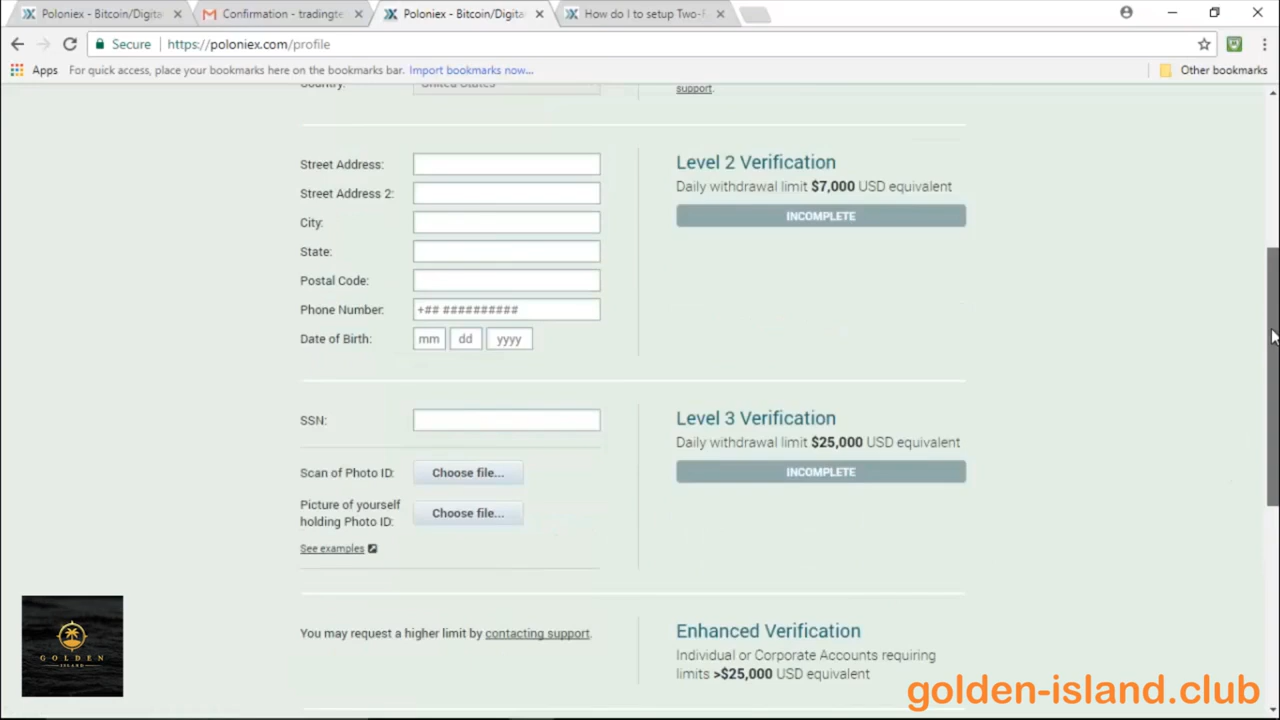 Poloniex - Bitcoin/Digita
Confirmation - tradingte
Poloniex - Bitcoin/Digita
How do I to setup Two-F
Secure
https://poloniex.com/profile
Apps
For quick access, place your bookmarks here on the bookmarks bar. Import bookmarks now...
Other bookmarks
Country:
United States
support.
Street Address:
Street Address 2:
City:
State:
Postal Code:
Phone Number:
+## ##########
Date of Birth:
mm
dd
yyyy
Level 2 Verification
Daily withdrawal limit $7,000 USD equivalent
INCOMPLETE
SSN:
Scan of Photo ID:
Choose file...
Picture of yourself
holding Photo ID:
Choose file...
See examples
Level 3 Verification
Daily withdrawal limit $25,000 USD equivalent
INCOMPLETE
You may request a higher limit by contacting support.
Enhanced Verification
Individual or Corporate Accounts requiring
limits >$25,000 USD equivalent
GOLDEN
ISLAND
golden-island.club